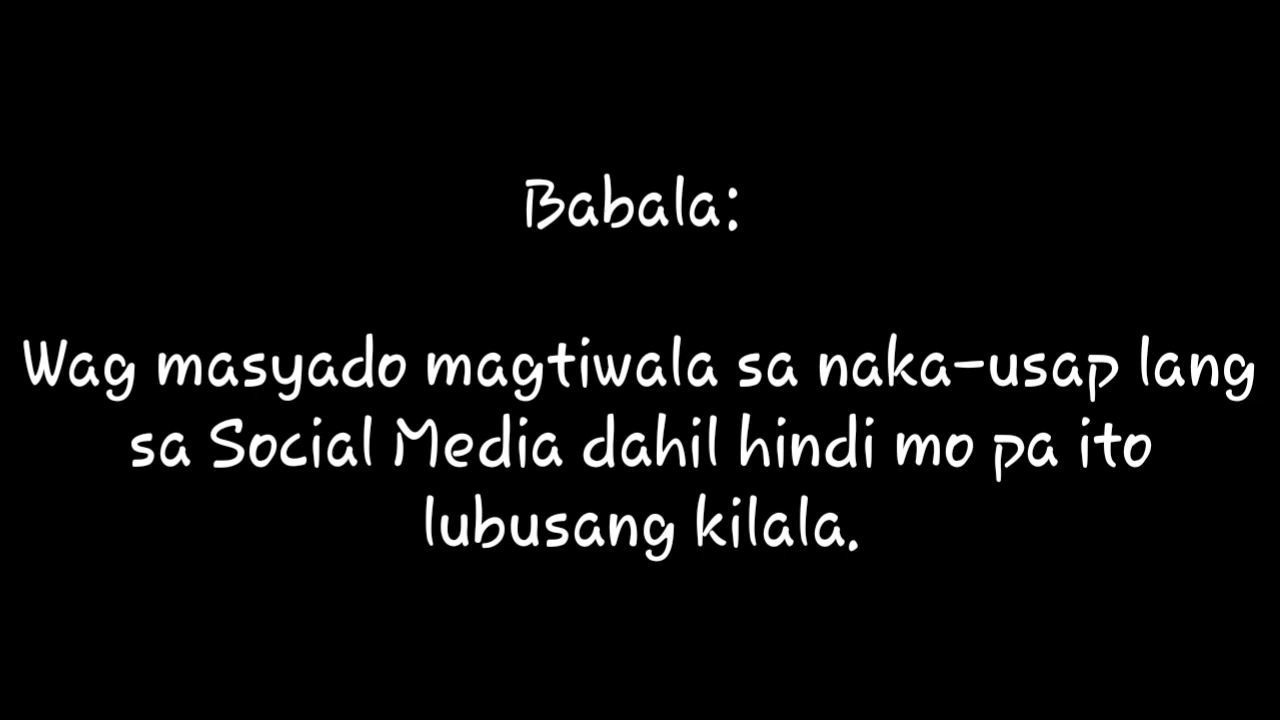 Babala:
Wag masyado magtiwala sa naka-usap lang
sa Social Media dahil hindi mo pa ito
lubusang kilala.